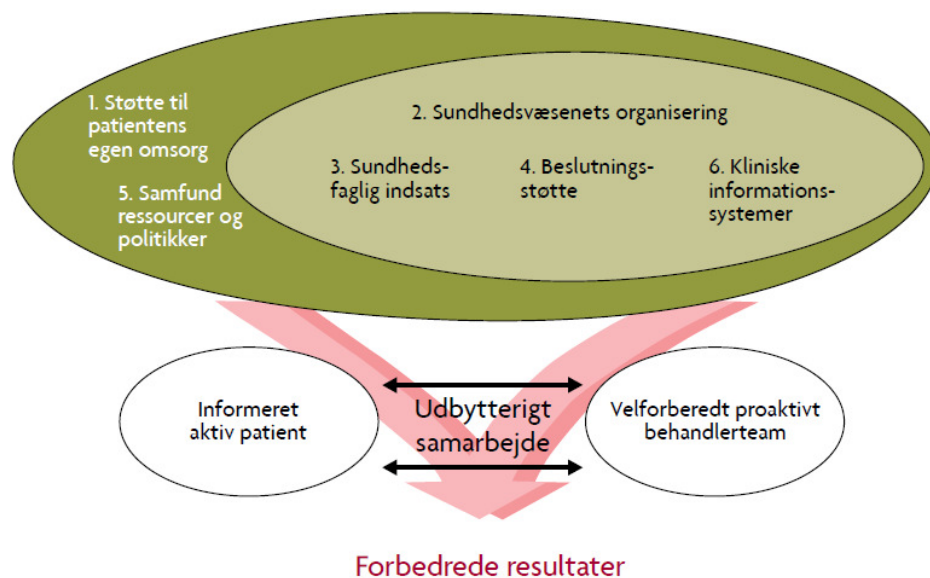 1. Støtte til
patientens
egen omsorg
5. Samfund
ressourcer og
politikker
2. Sundhedsvæsenets organisering
3. Sundheds-
faglig indsats
4. Beslutnings-
støtte
6. Kliniske
informations-
systemer
Informeret
aktiv patient
Udbytterigt
samarbejde
Velforberedt proaktivt
behandlerteam
Forbedrede resultater